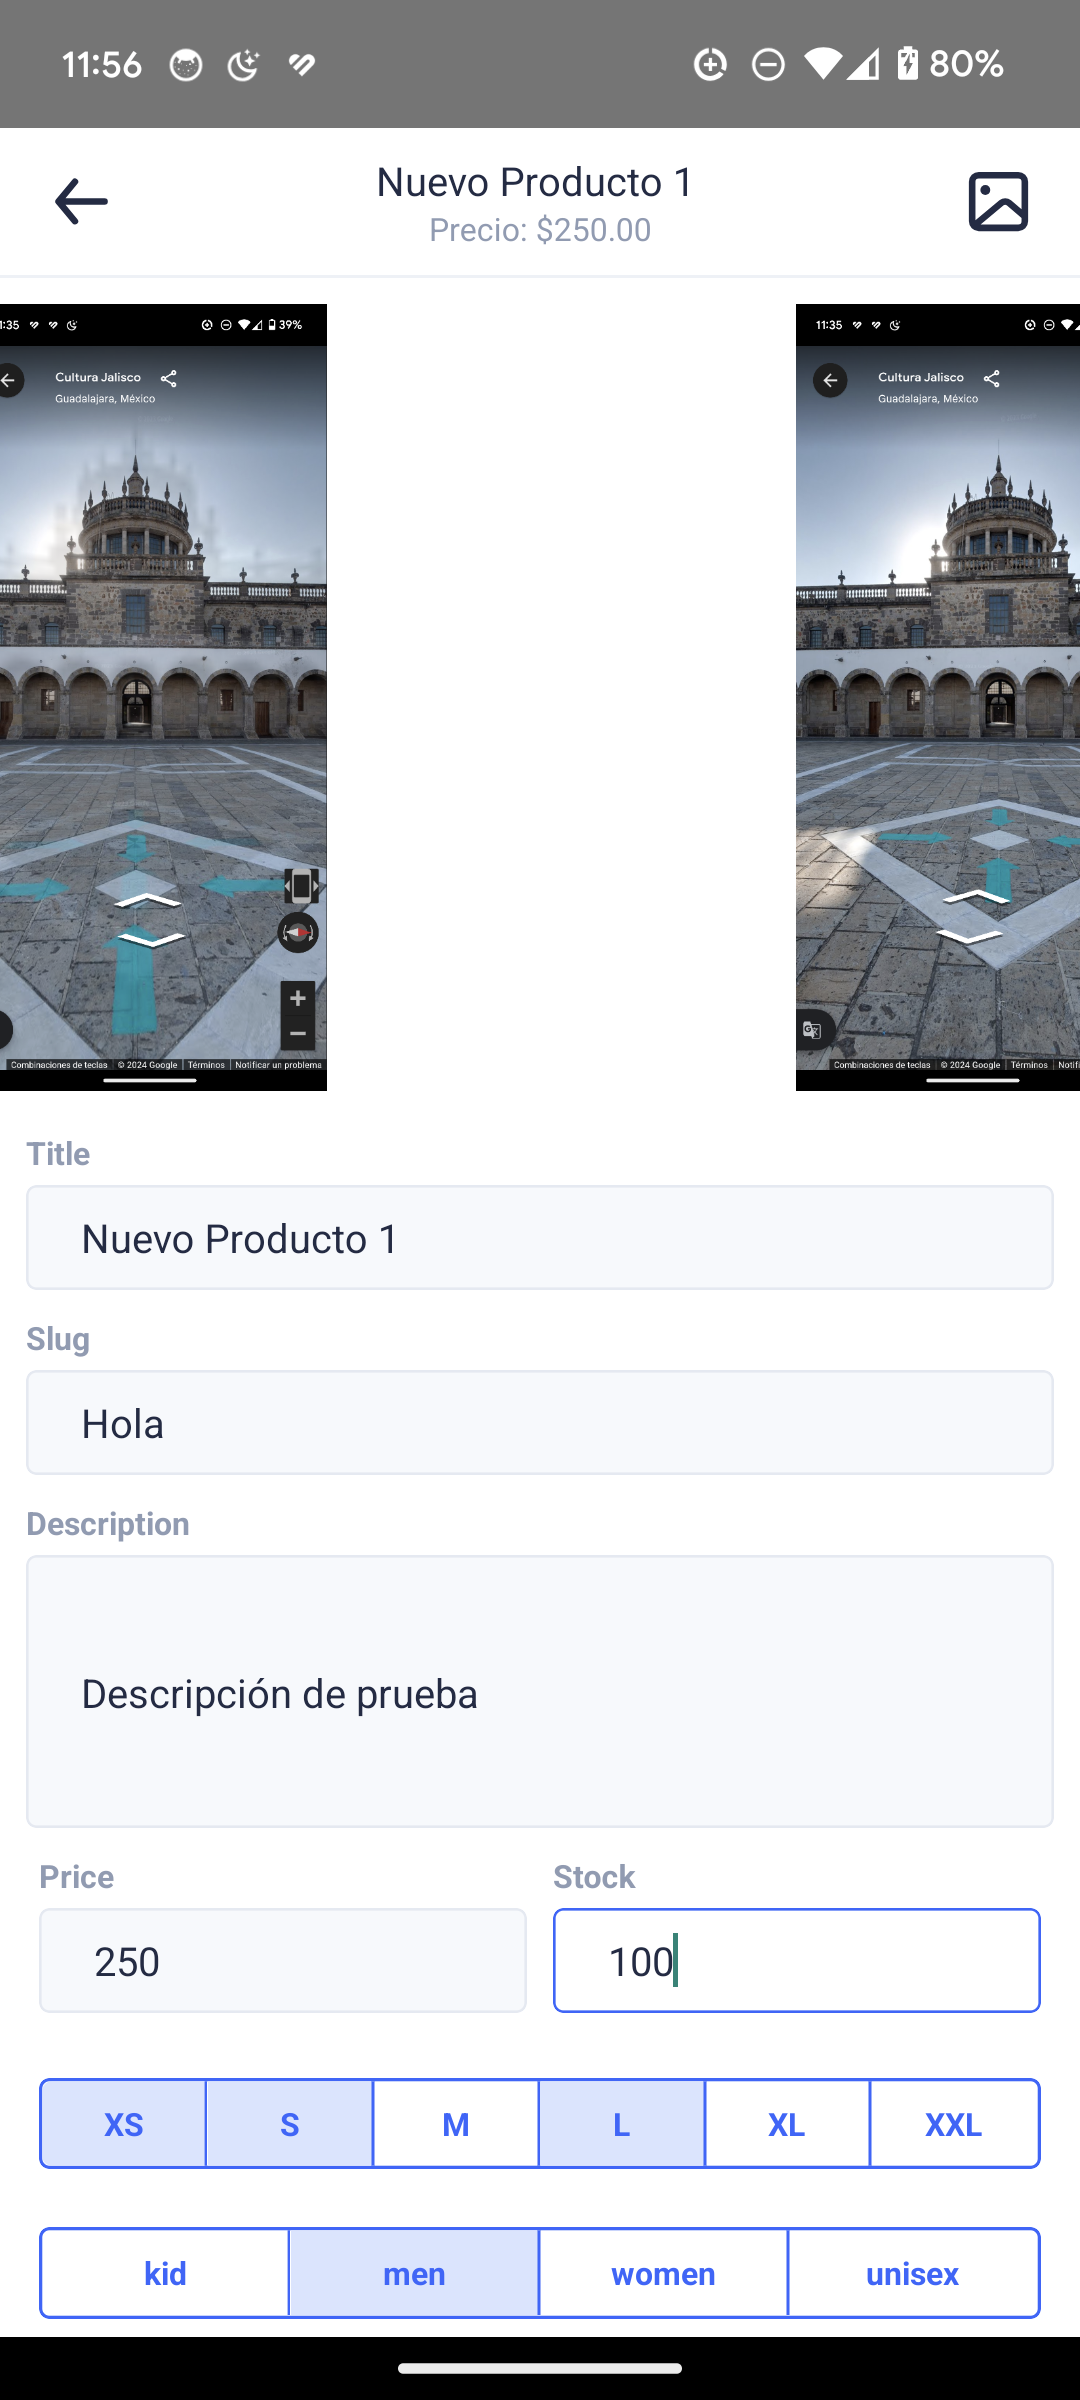 11:56 80%
Nuevo Producto 1
Precio: $250.00
1:35 39%
Cultura Jalisco
Guadalajara, México
Combinaciones de teclas © 2024 Google Términos Notificar un problema
11:35
Cultura Jalisco
Guadalajara, México
Combinaciones de teclas © 2024 Google Términos Notifi
Title
Nuevo Producto 1
Slug
Hola
Description
Descripción de prueba
Price Stock
250 100
XS S M L XL XXL
kid men women unisex